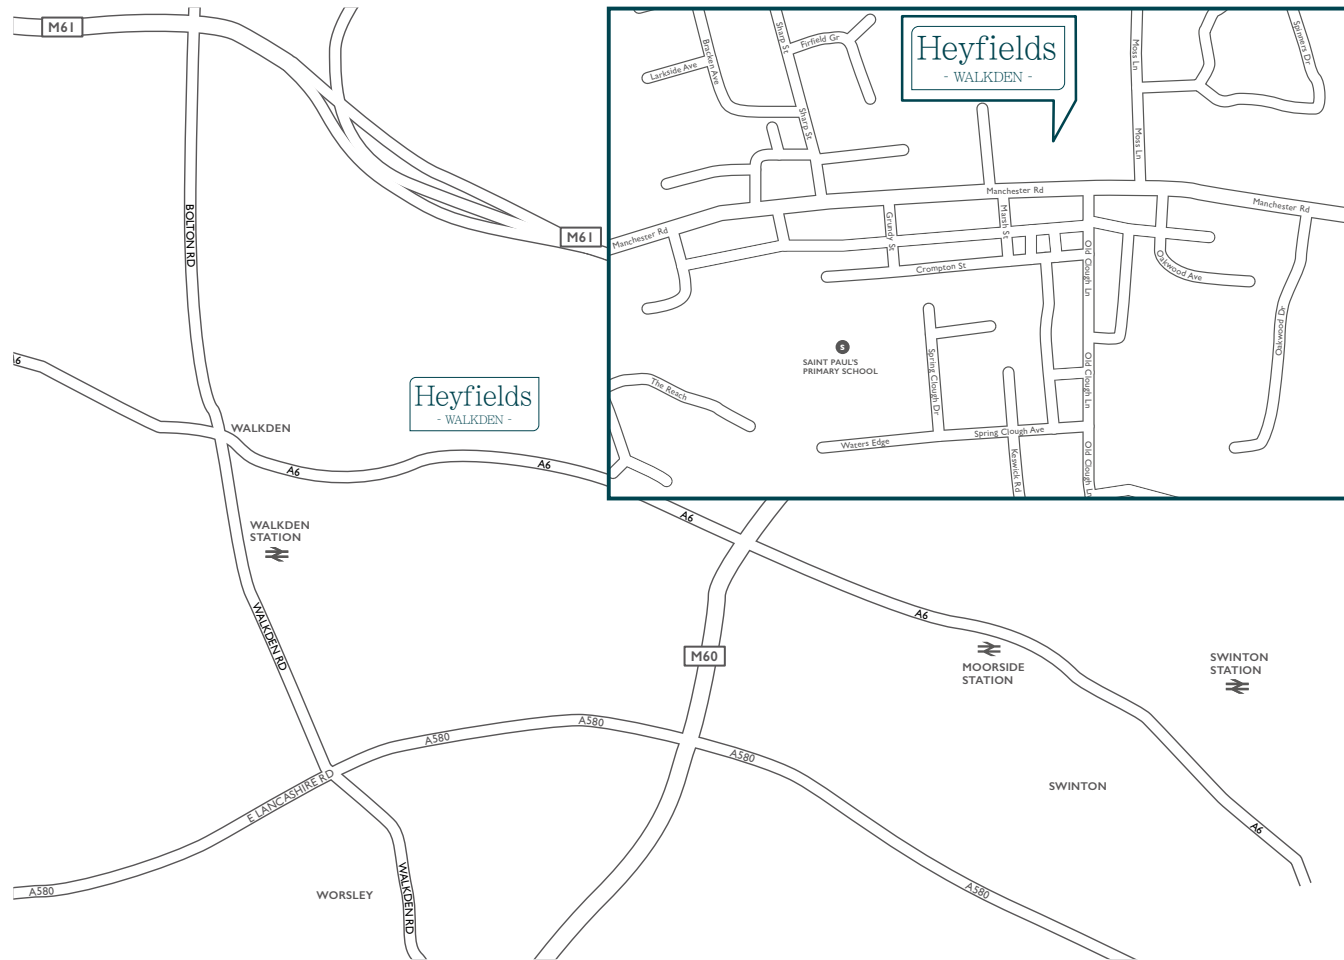 M61
BOLTON RD
M61
A6
Heyfields
- WALKDEN -
WALKDEN
A6
A6
A6
WALKDEN
STATION
WALKDEN RD
M60
A6
MOORSIDE
STATION
SWINTON
STATION
A580
A580
A580
E LANCASHIRE RD
SWINTON
A6
A580
WORSLEY
WALKDEN RD
A580
Heyfields
- WALKDEN -
Larkside Ave
Bracken Ave
Sharp St
Firfield Gr
Sharp St
Moss Ln
Moss Ln
Spinners Dr
Manchester Rd
Manchester Rd
Manchester Rd
Grundy St
Marsh St
Crompton St
Old Clough Ln
Oakwood Ave
Oakwood Dr
S
SAINT PAUL'S
PRIMARY SCHOOL
The Reach
Spring Clough Dr
Old Clough Ln
Waters Edge
Spring Clough Ave
Keswick Rd
Old Clough Ln